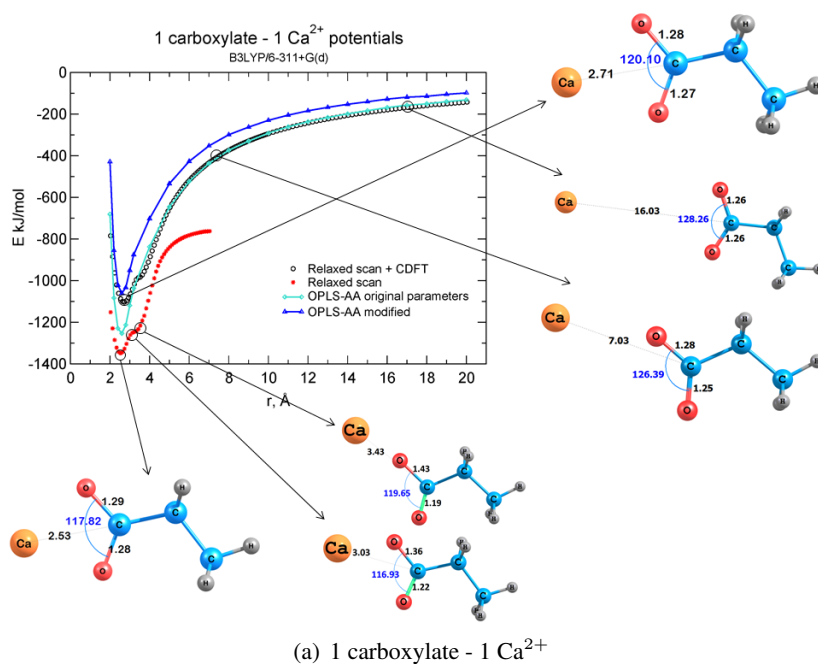 1 carboxylate - 1 Ca2+ potentials
B3LYP/6-311+G(d)
E kJ/mol
0
-200
-400
-600
-800
-1000
-1200
-1400
0 2 4 6 8 10 12 14 16 18 20
r, Å
Relaxed scan + CDFT
Relaxed scan
OPLS-AA original parameters
OPLS-AA modified
Ca 2.71 O 1.28 120.10 C 1.27 O C C H H H
Ca 16.03 O 1.26 128.26 C 1.26 O C H C H H
Ca 7.03 O 1.28 126.39 C 1.25 O C H C H H
Ca 3.43 O 1.43 119.65 C 1.19 O C H C H H
Ca 3.03 O 1.36 116.93 C 1.22 O C H C H H
Ca 2.53 O 1.29 117.82 C 1.28 O C H C H H
(a) 1 carboxylate - 1 Ca2+